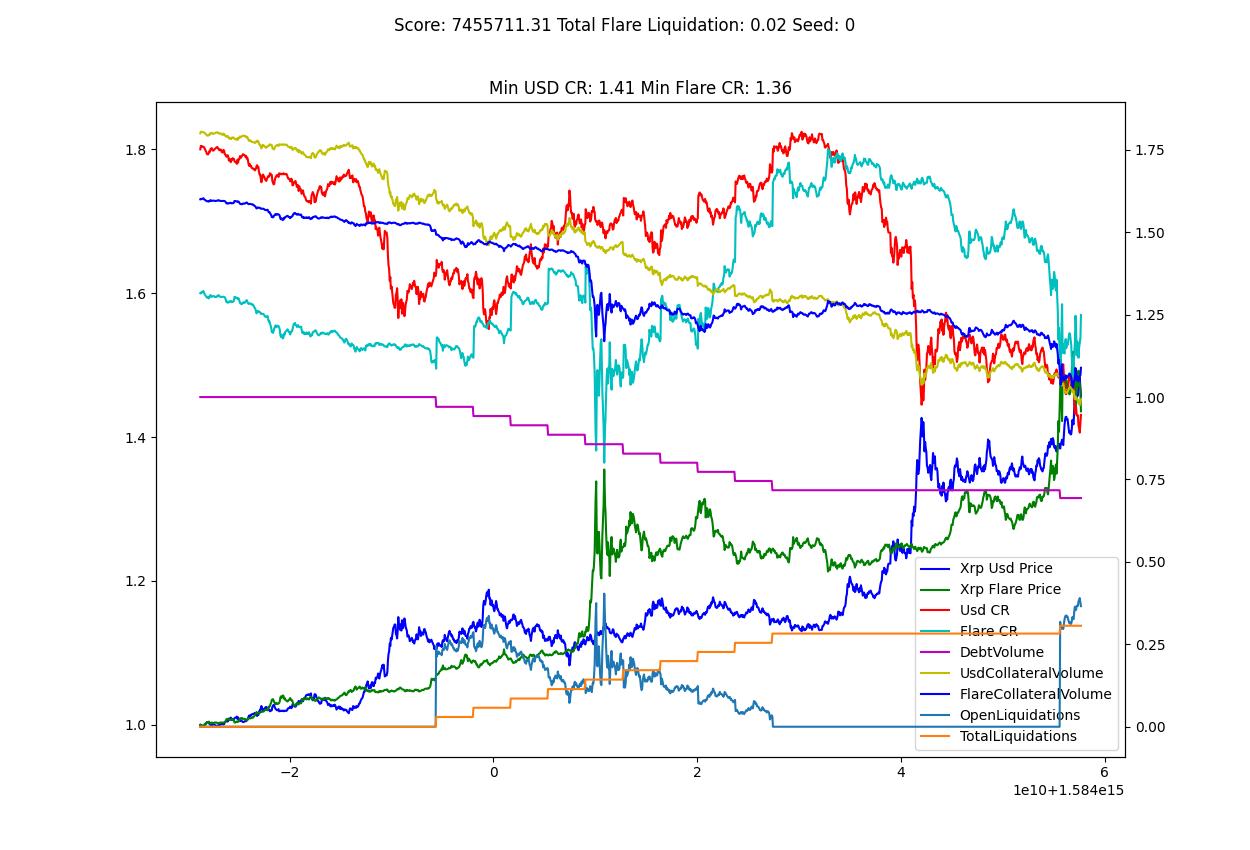 Score: 7455711.31 Total Flare Liquidation: 0.02 Seed: 0
Min USD CR: 1.41 Min Flare CR: 1.36
1.8
1.6
1.4
1.2
1.0
1.75
1.50
1.25
1.00
0.75
0.50
0.25
0.00
Xrp Usd Price
Xrp Flare Price
Usd CR
Flare CR
DebtVolume
UsdCollateralVolume
FlareCollateralVolume
OpenLiquidations
TotalLiquidations
−2 0 2 4 6
1e10+1.584e15